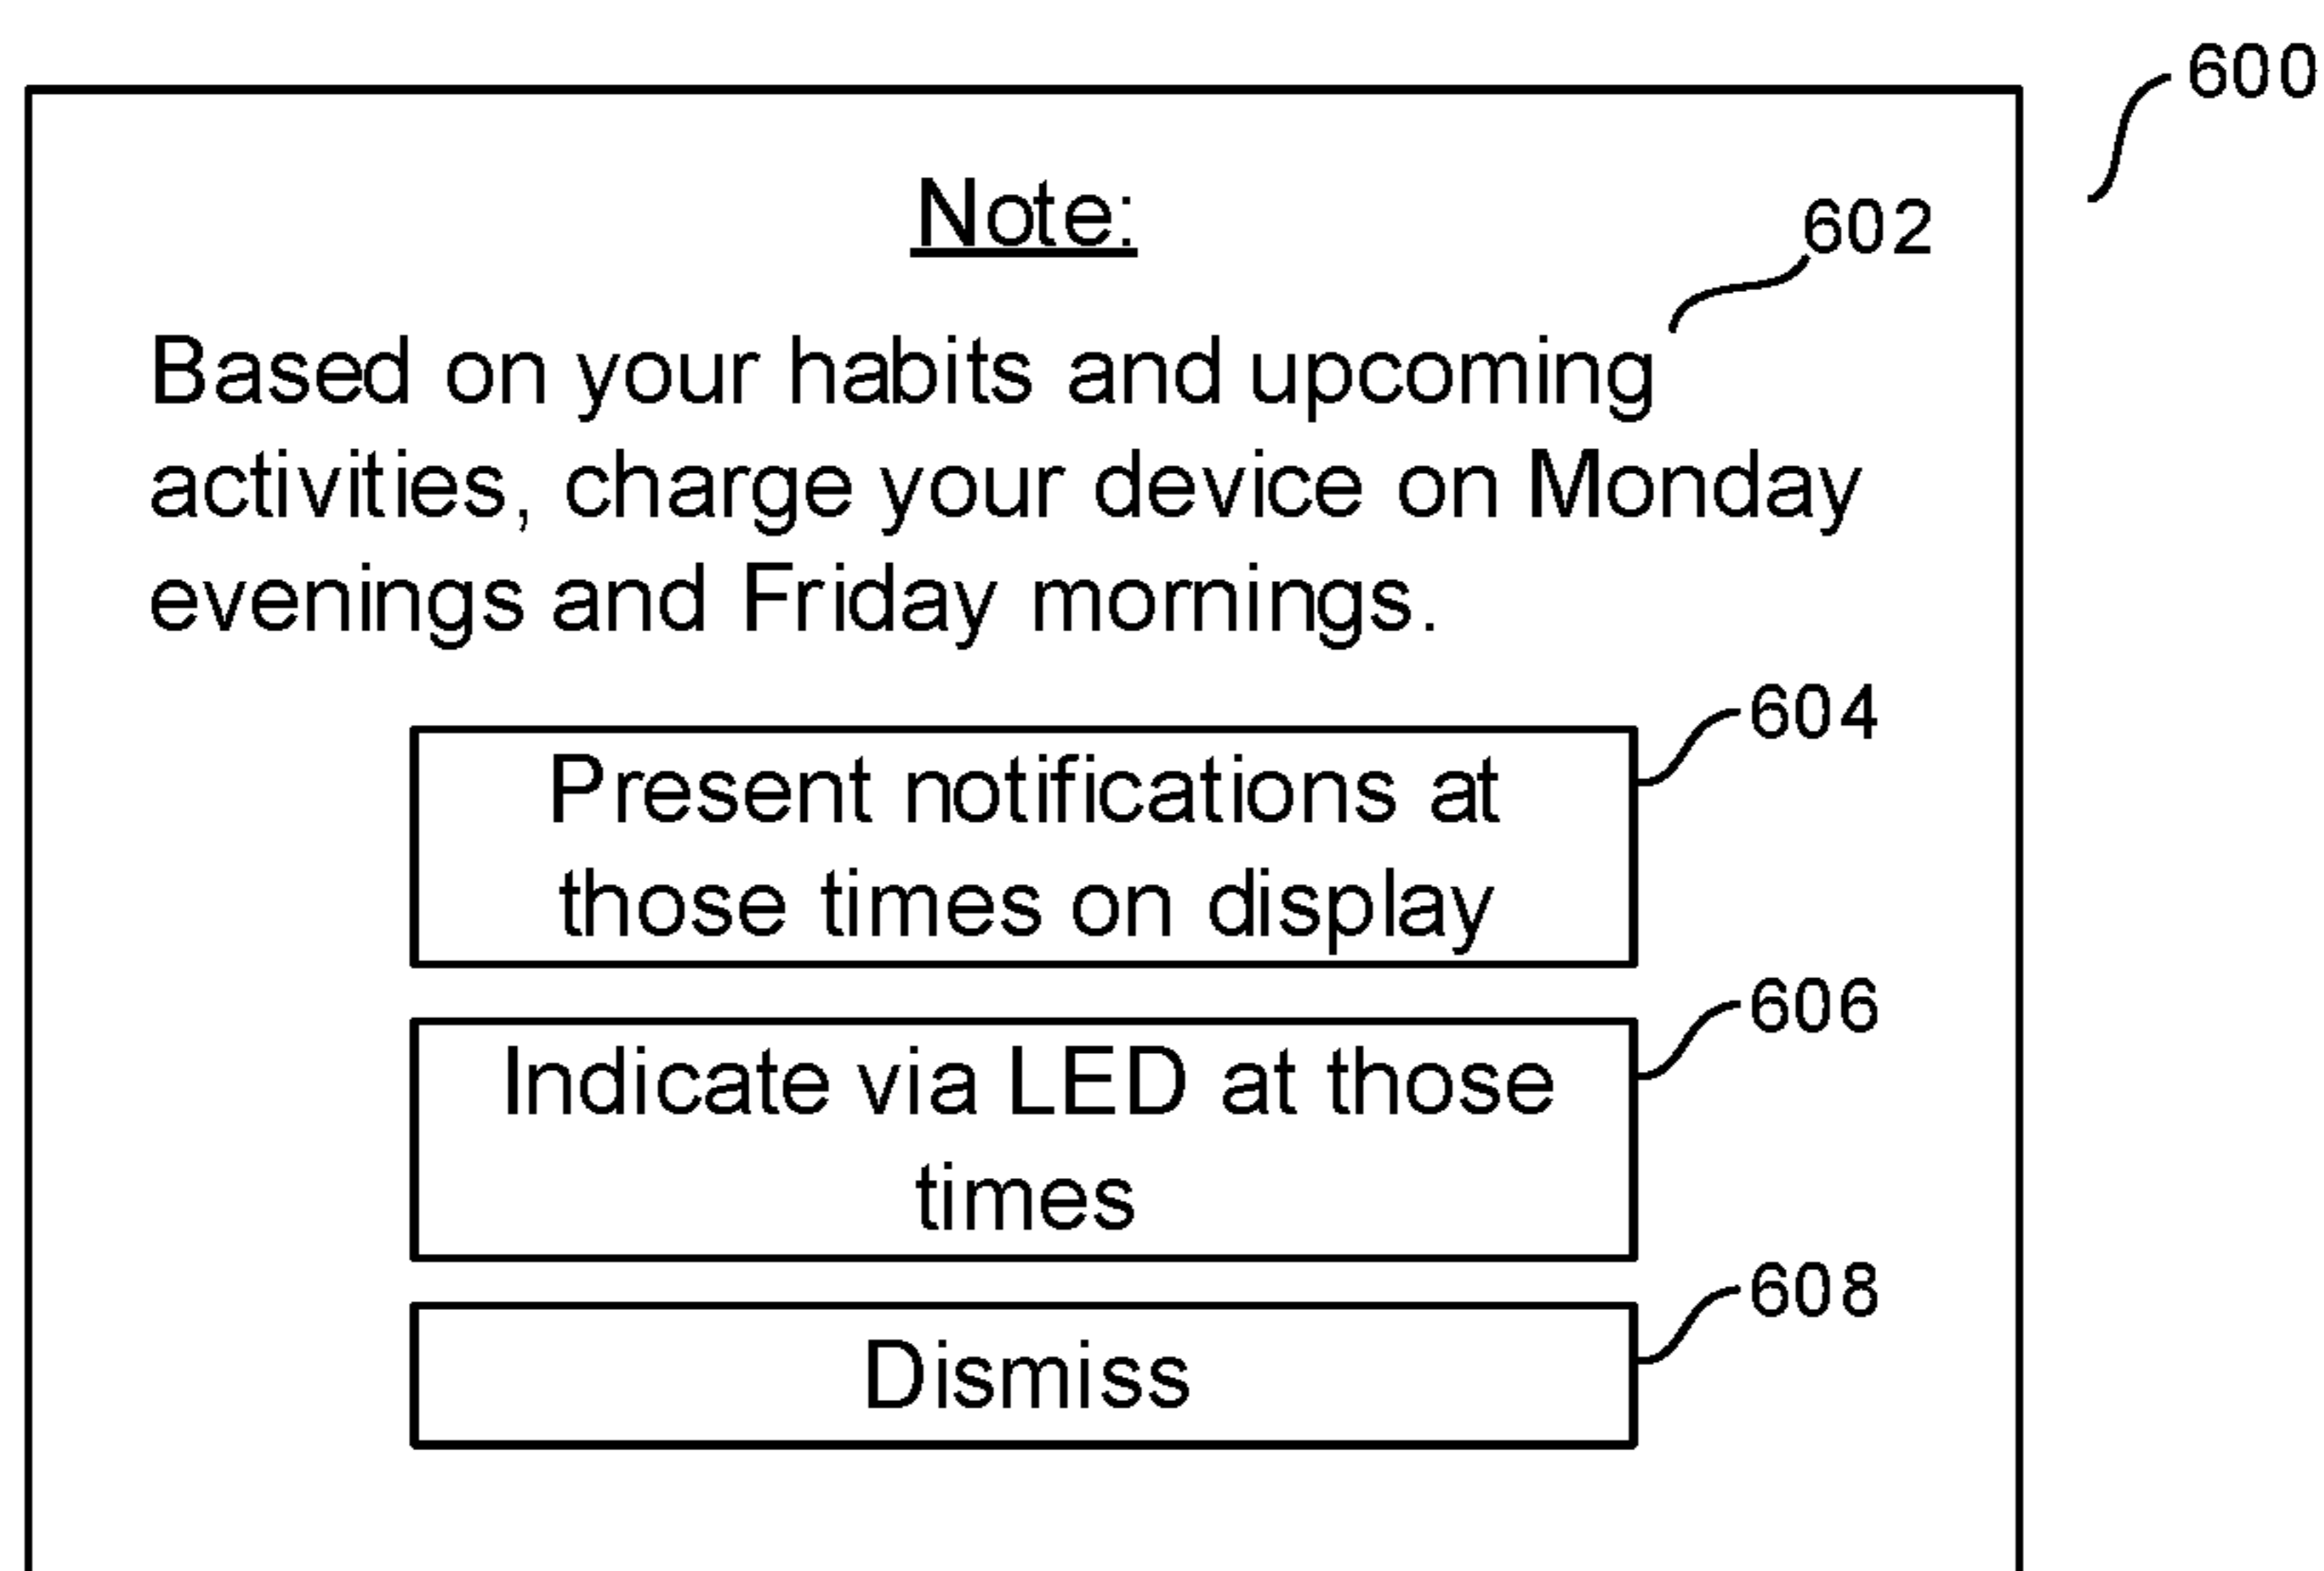 600
Note:
602
Based on your habits and upcoming
activities, charge your device on Monday
evenings and Friday mornings.
604
Present notifications at
those times on display
606
Indicate via LED at those
times
608
Dismiss